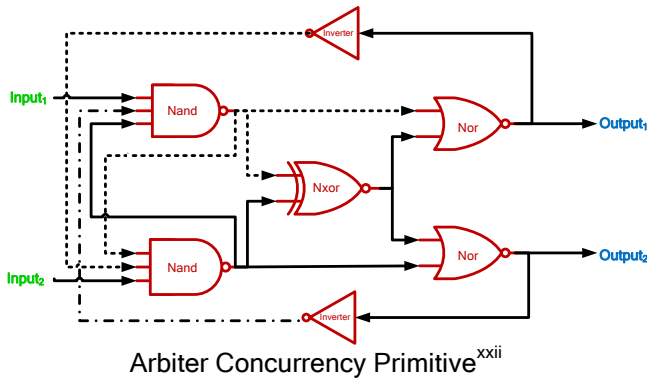 Inverter
Input₁
Nand
Nor
Output₁
Nxor
Nand
Nor
Output₂
Input₂
Inverter
Arbiter Concurrency Primitiveˣˣⁱⁱ